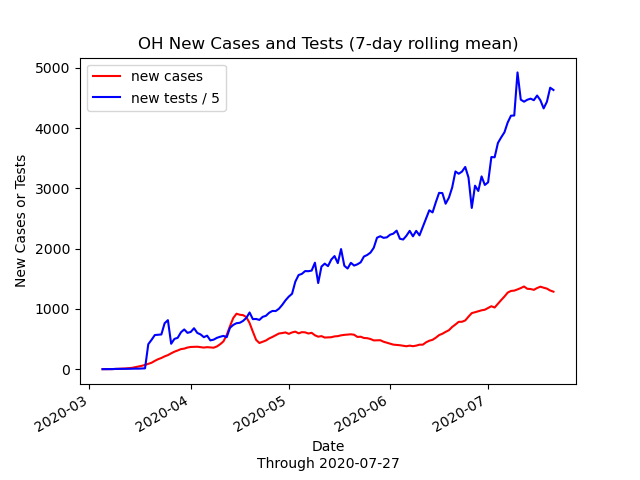 OH New Cases and Tests (7-day rolling mean)
new cases
new tests / 5
5000
4000
3000
2000
1000
0
New Cases or Tests
2020-03
2020-04
2020-05
2020-06
2020-07
Date
Through 2020-07-27